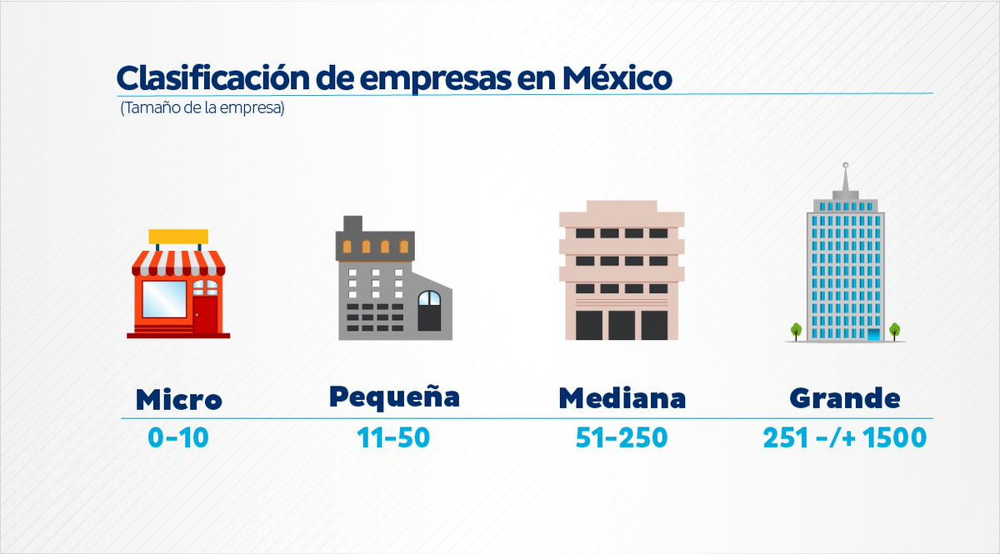 Clasificación de empresas en México
(Tamaño de la empresa)
Micro
0-10
Pequeña
11-50
Mediana
51-250
Grande
251 -/+ 1500